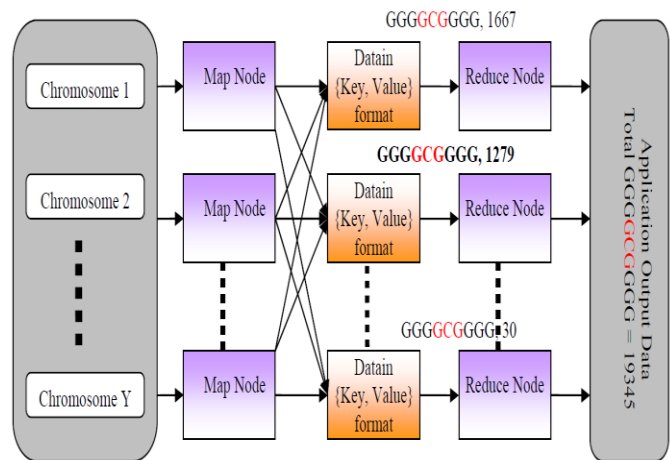 GGGGCGGGG, 1667
Chromosome 1
Map Node
Datain
{Key, Value}
format
Reduce Node
GGGGCGGGG, 1279
Chromosome 2
Map Node
Datain
{Key, Value}
format
Reduce Node
GGGGCGGGG, 30
Chromosome Y
Map Node
Datain
{Key, Value}
format
Reduce Node
Application Output Data
Total GGGGCGGGG = 19345